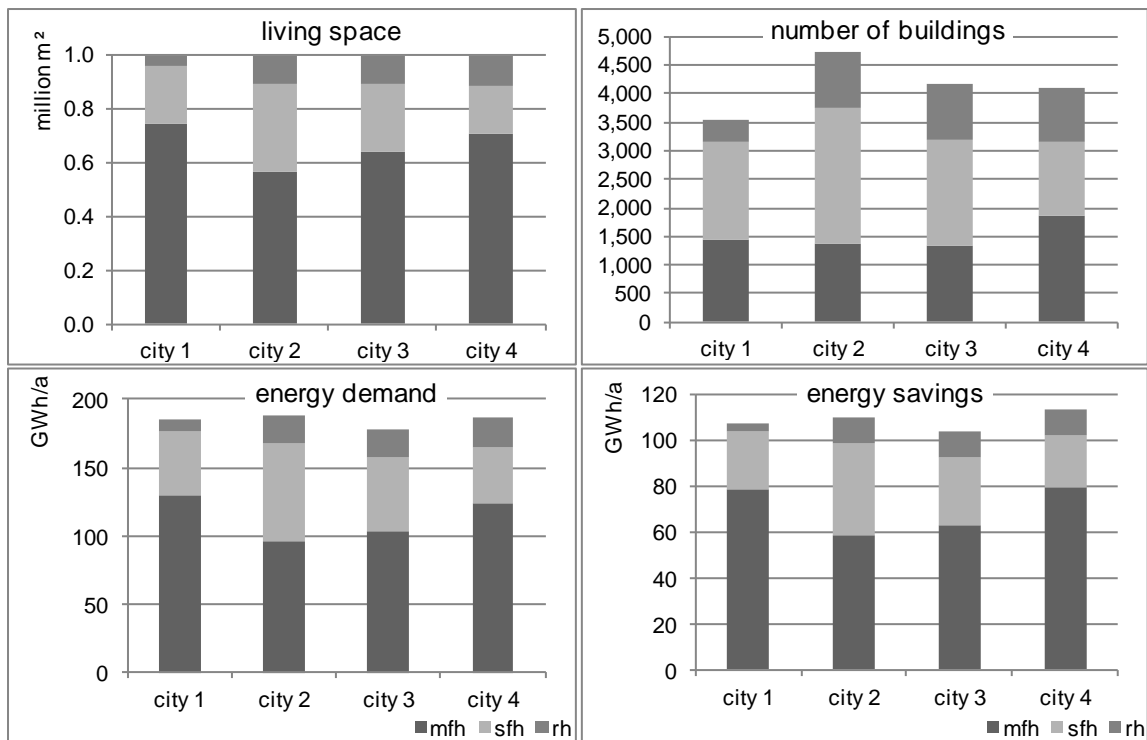 living space
million m²
1.0
0.8
0.6
0.4
0.2
0.0
city 1 city 2 city 3 city 4
number of buildings
5,000
4,500
4,000
3,500
3,000
2,500
2,000
1,500
1,000
500
0
city 1 city 2 city 3 city 4
energy demand
GWh/a
200
150
100
50
0
city 1 city 2 city 3 city 4
mfh sfh rh
energy savings
GWh/a
120
100
80
60
40
20
0
city 1 city 2 city 3 city 4
mfh sfh rh